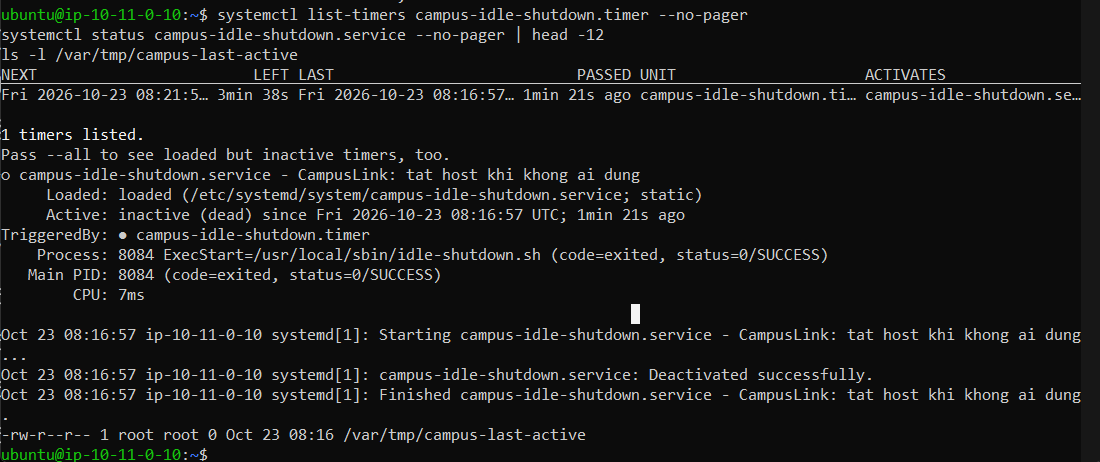 ubuntu@ip-10-11-0-10:~$ systemctl list-timers campus-idle-shutdown.timer --no-pager
systemctl status campus-idle-shutdown.service --no-pager | head -12
ls -l /var/tmp/campus-last-active
NEXT LEFT LAST PASSED UNIT ACTIVATES
Fri 2026-10-23 08:21:5… 3min 38s Fri 2026-10-23 08:16:57… 1min 21s ago campus-idle-shutdown.ti… campus-idle-shutdown.se…
1 timers listed.
Pass --all to see loaded but inactive timers, too.
○ campus-idle-shutdown.service - CampusLink: tat host khi khong ai dung
Loaded: loaded (/etc/systemd/system/campus-idle-shutdown.service; static)
Active: inactive (dead) since Fri 2026-10-23 08:16:57 UTC; 1min 21s ago
TriggeredBy: ● campus-idle-shutdown.timer
Process: 8084 ExecStart=/usr/local/sbin/idle-shutdown.sh (code=exited, status=0/SUCCESS)
Main PID: 8084 (code=exited, status=0/SUCCESS)
CPU: 7ms
Oct 23 08:16:57 ip-10-11-0-10 systemd[1]: Starting campus-idle-shutdown.service - CampusLink: tat host khi khong ai dung
...
Oct 23 08:16:57 ip-10-11-0-10 systemd[1]: campus-idle-shutdown.service: Deactivated successfully.
Oct 23 08:16:57 ip-10-11-0-10 systemd[1]: Finished campus-idle-shutdown.service - CampusLink: tat host khi khong ai dung
.
-rw-r--r-- 1 root root 0 Oct 23 08:16 /var/tmp/campus-last-active
ubuntu@ip-10-11-0-10:~$